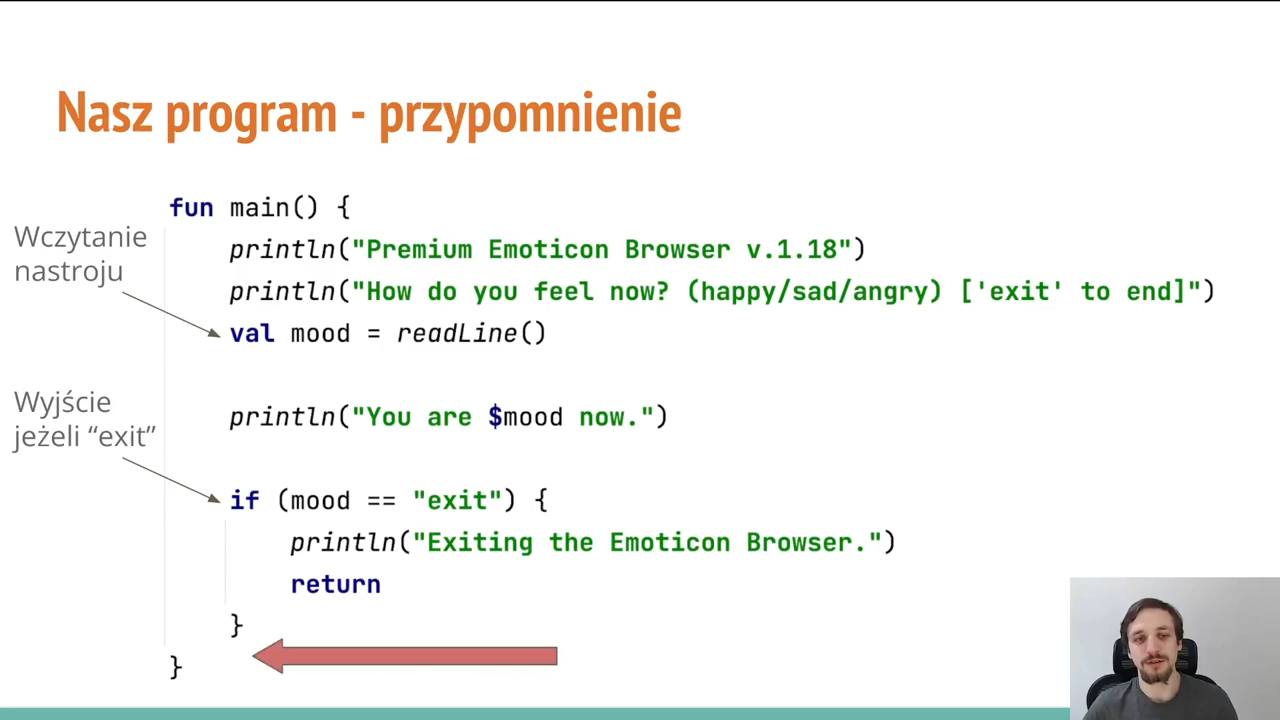 Nasz program - przypomnienie
fun main() {
Wczytanie
nastroju
println("Premium Emoticon Browser v.1.18")
println("How do you feel now? (happy/sad/angry) ['exit' to end]")
val mood = readLine()
println("You are $mood now.")
Wyjście
jeżeli “exit”
if (mood == "exit") {
println("Exiting the Emoticon Browser.")
return
}
}